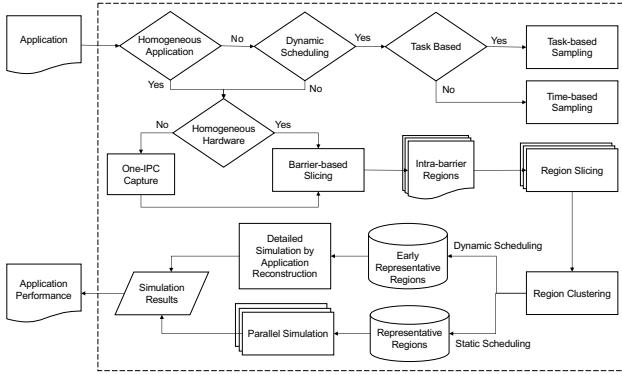 Application
Homogeneous
Application
No
Dynamic
Scheduling
Yes
Task Based
Yes
Task-based
Sampling
Yes
No
No
Time-based
Sampling
Homogeneous
Hardware
No
Yes
One-IPC
Capture
Barrier-based
Slicing
Intra-barrier
Regions
Region Slicing
Detailed
Simulation by
Application
Reconstruction
Early
Representative
Regions
Dynamic Scheduling
Application
Performance
Simulation
Results
Region Clustering
Parallel Simulation
Representative
Regions
Static Scheduling